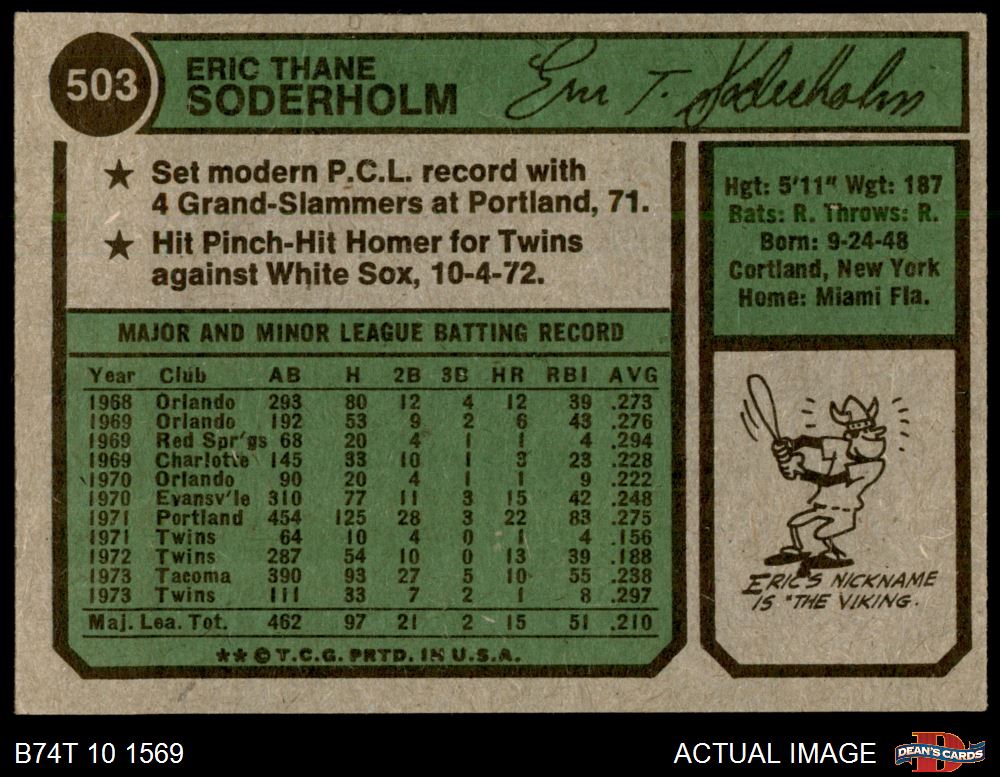 503
ERIC THANE
SODERHOLM
Eric T. Soderholm
★ Set modern P.C.L. record with
4 Grand-Slammers at Portland, 71.
★ Hit Pinch-Hit Homer for Twins
against White Sox, 10-4-72.
Hgt: 5'11" Wgt: 187
Bats: R. Throws: R.
Born: 9-24-48
Cortland, New York
Home: Miami Fla.
MAJOR AND MINOR LEAGUE BATTING RECORD
Year Club AB H 2B 3B HR RBI AVG
1968 Orlando 293 80 12 4 12 39 .273
1969 Orlando 192 53 9 2 6 43 .276
1969 Red Spr'gs 68 20 4 1 1 4 .294
1969 Charlotte 145 33 10 1 3 23 .228
1970 Orlando 90 20 4 1 1 9 .222
1970 Evansv'le 310 77 11 3 15 42 .248
1971 Portland 454 125 28 3 22 83 .275
1971 Twins 64 10 4 0 1 4 .156
1972 Twins 287 54 10 0 13 39 .188
1973 Tacoma 390 93 27 5 10 55 .238
1973 Twins 111 33 7 2 1 8 .297
Maj. Lea. Tot. 462 97 21 2 15 51 .210
** © T.C.G. PRTD. IN U.S.A.
ERIC'S NICKNAME
IS "THE VIKING.
B74T 10 1569
ACTUAL IMAGE
DEAN'S CARDS